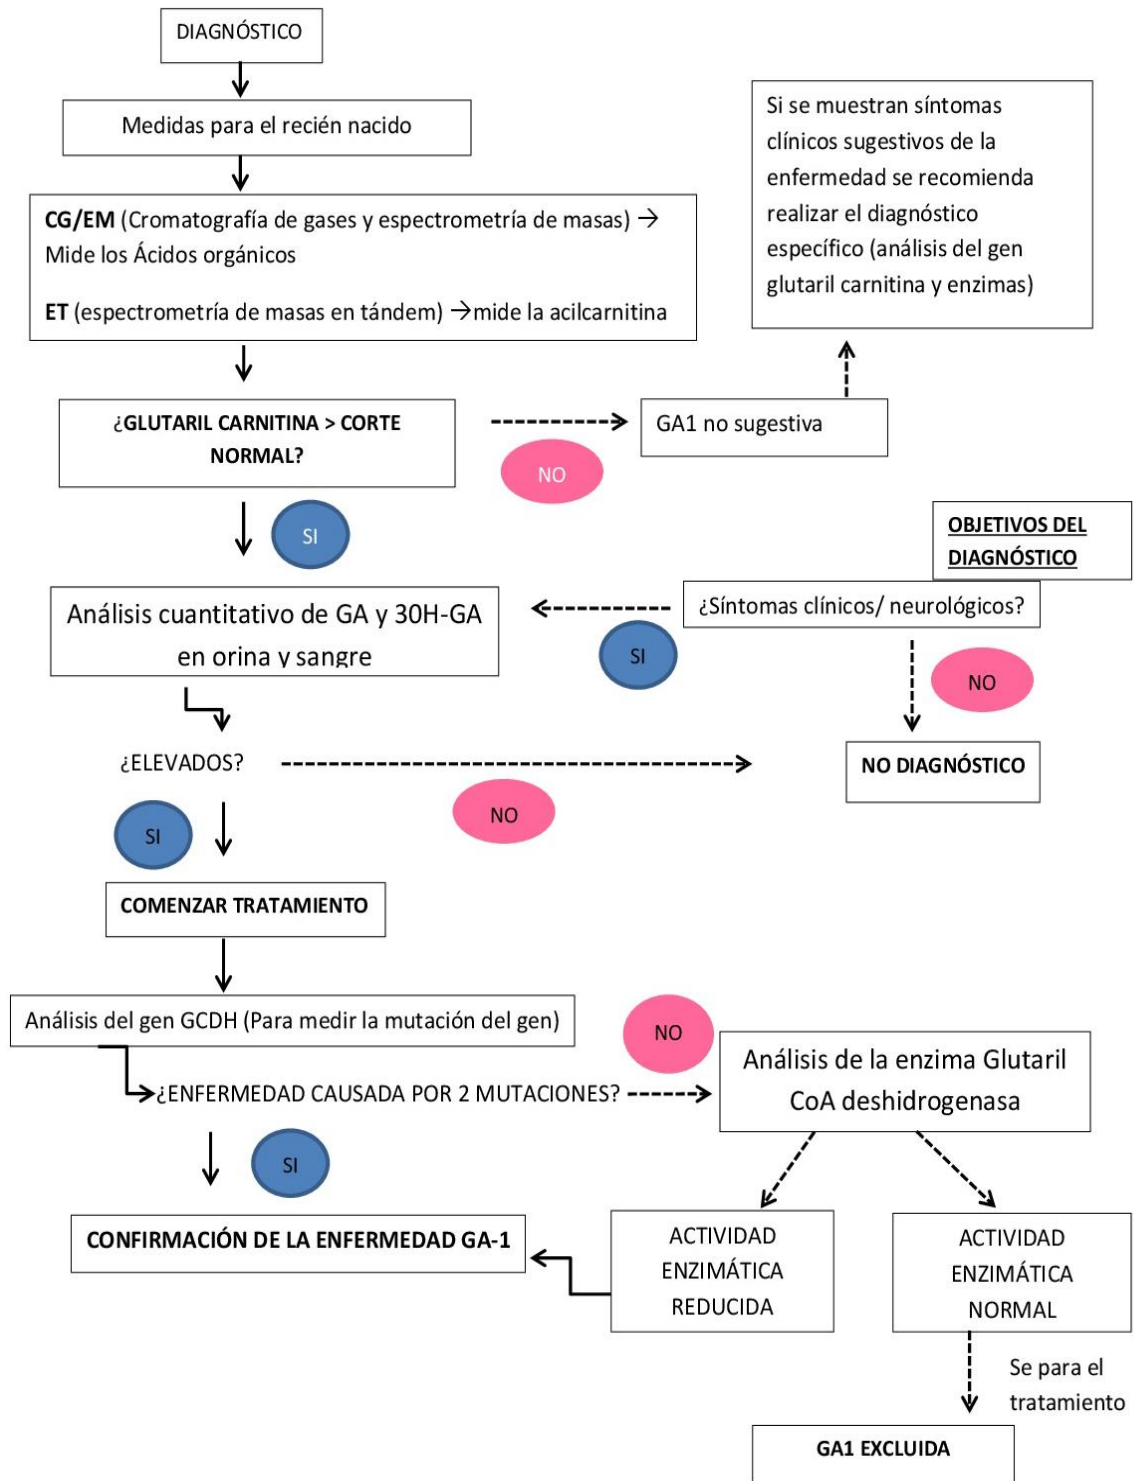 DIAGNÓSTICO
Medidas para el recién nacido
Si se muestran síntomas
clínicos sugestivos de la
enfermedad se recomienda
realizar el diagnóstico
específico (análisis del gen
glutaril carnitina y enzimas)
CG/EM (Cromatografía de gases y espectrometría de masas) →
Mide los Ácidos orgánicos
ET (espectrometría de masas en tándem) →mide la acilcarnitina
¿GLUTARIL CARNITINA > CORTE
NORMAL?
NO
GA1 no sugestiva
SI
OBJETIVOS DEL
DIAGNÓSTICO
¿Síntomas clínicos/ neurológicos?
SI
NO
Análisis cuantitativo de GA y 30H-GA
en orina y sangre
¿ELEVADOS?
NO
NO DIAGNÓSTICO
SI
COMENZAR TRATAMIENTO
Análisis del gen GCDH (Para medir la mutación del gen)
¿ENFERMEDAD CAUSADA POR 2 MUTACIONES?
NO
Análisis de la enzima Glutaril
CoA deshidrogenasa
SI
CONFIRMACIÓN DE LA ENFERMEDAD GA-1
ACTIVIDAD
ENZIMÁTICA
REDUCIDA
ACTIVIDAD
ENZIMÁTICA
NORMAL
Se para el
tratamiento
GA1 EXCLUIDA